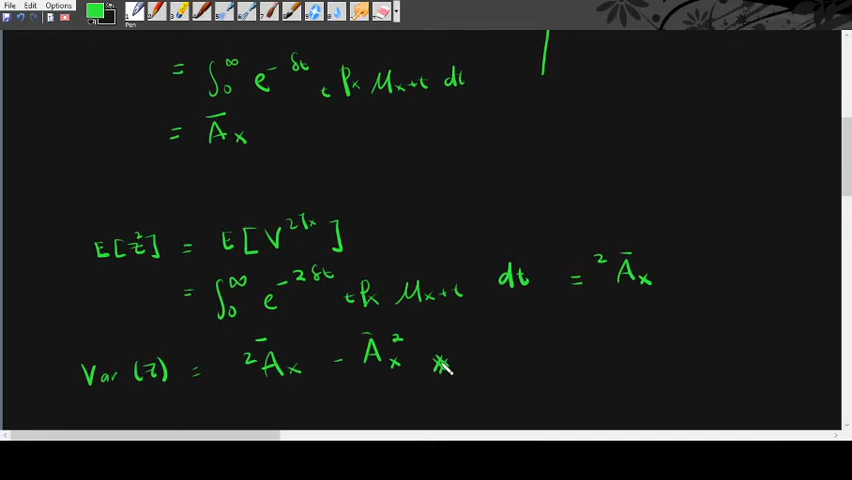 File Edit Options
Pen
= ∫₀^∞ e^{-δt} ₜPₓ μₓ₊ₜ dt
= Āₓ
E[Z²] = E[V^{2Tₓ}]
= ∫₀^∞ e^{-2δt} ₜPₓ μₓ₊ₜ dt = ²Āₓ
Var(Z) = ²Āₓ - Āₓ²